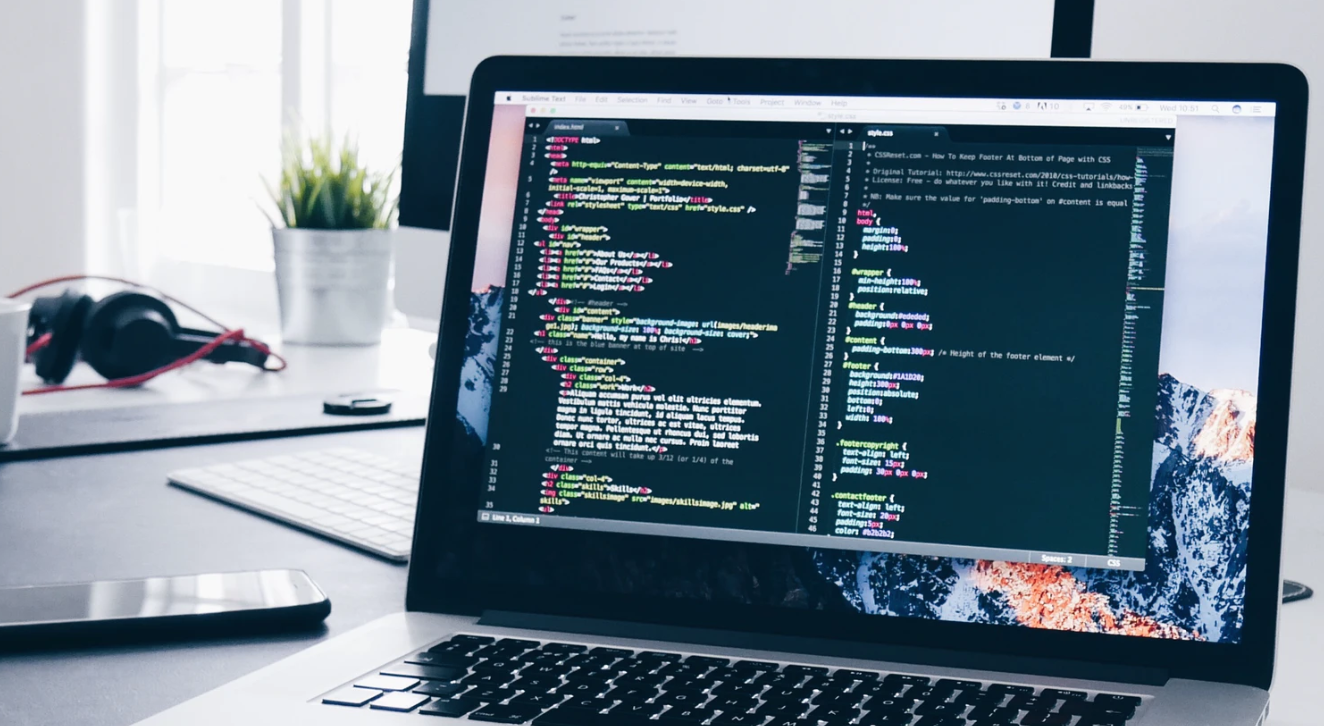 Sublime Text File Edit Selection Find View Goto Tools Project Window Help
Wed 10:51
index.html
<!DOCTYPE html>
<html>
<head>
<meta http-equiv="Content-Type" content="text/html; charset=utf-8"
/>
<meta name="viewport" content="width=device-width,
initial-scale=1, maximum-scale=1">
<title>Christopher Gower | Portfolio</title>
<link rel="stylesheet" type="text/css" href="style.css" />
</head>
<body>
<div id="wrapper">
<div id="header">
<ul id="nav">
<li><a href="#">About Us</a></li>
<li><a href="#">Our Products</a></li>
<li><a href="#">FAQs</a></li>
<li><a href="#">Contact</a></li>
<li><a href="#">Login</a></li>
</ul>
</div><!-- #header -->
<div id="content">
<div class="banner" style="background-image: url(images/headerima
ge1.jpg); background-size: 100% background-size: cover;">
<h1 class="name">Hello, my name is Chris!</h1>
<!-- this is the blue banner at top of site -->
</div>
<div class="container">
<div class="row">
<div class="col-4">
<h2 class="work">Work</h2>
<p>Aliquam accumsan purus vel elit ultricies elementum.
Vestibulum mattis vehicula molestie. Nunc porttitor
magna in ligula tincidunt, id aliquam lacus tempus.
Donec nunc tortor, ultrices ac est vitae, ultrices
tempor magna. Pellentesque ut rhoncus dui, sed lobortis
diam. Ut ornare ac nulla nec cursus. Proin laoreet
ornare orci quis tincidunt.</p>
<!-- This content will take up 3/12 (or 1/4) of the
container -->
</div>
<div class="col-4">
<h2 class="skills">Skills</h2>
<img class="skillsimage" src="images/skillsimage.jpg" alt="
skills">
<ul>
Line 1, Column 1
style.css
UNREGISTERED
style.css
/**
* CSSReset.com - How To Keep Footer At Bottom of Page with CSS
*
* Original Tutorial: http://www.cssreset.com/2010/css-tutorials/how-
* License: Free - do whatever you like with it! Credit and linkbacks
*
* NB: Make sure the value for 'padding-bottom' on #content is equal
*/
html,
body {
margin:0;
padding:0;
height:100%;
}
#wrapper {
min-height:100%;
position:relative;
}
#header {
background:#ededed;
padding:0px 0px 0px;
}
#content {
padding-bottom:300px; /* Height of the footer element */
}
#footer {
background:#1A1D20;
height:300px;
position:absolute;
bottom:0;
left:0;
width: 100%;
}
.footercopyright {
text-align: left;
font-size: 15px;
padding: 30px 0px 0px;
}
.contactfooter {
text-align: left;
font-size: 20px;
padding:5px;
color: #b2b2b2;
Spaces: 2 CSS